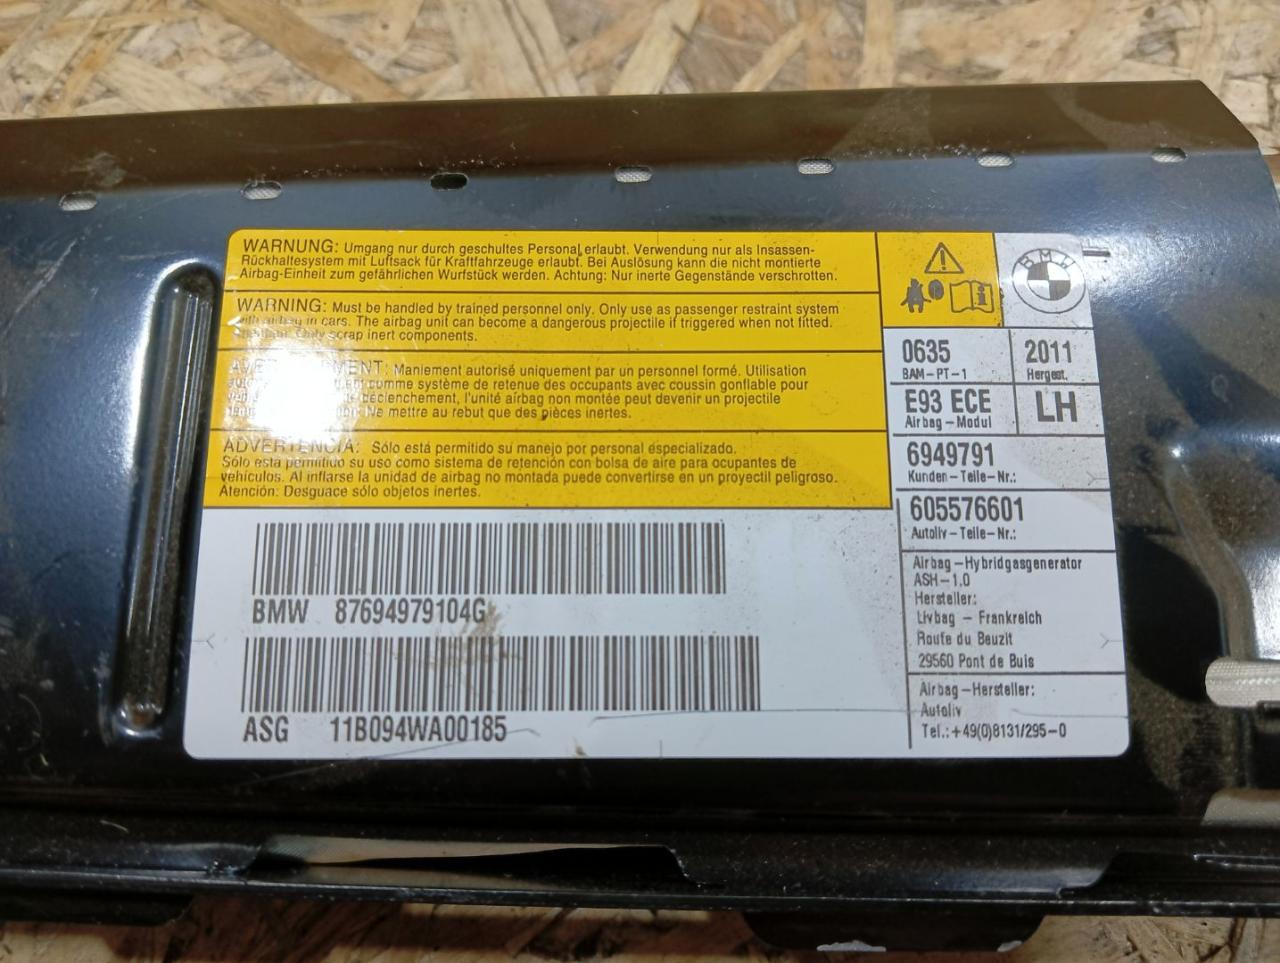 WARNUNG: Umgang nur durch geschultes Personal erlaubt. Verwendung nur als Insassen-
Rückhaltesystem mit Luftsack für Kraftfahrzeuge erlaubt. Bei Auslösung kann die nicht montierte
Airbag-Einheit zum gefährlichen Wurfstück werden. Achtung: Nur inerte Gegenstände verschrotten.
WARNING: Must be handled by trained personnel only. Only use as passenger restraint system
with airbag in cars. The airbag unit can become a dangerous projectile if triggered when not fitted.
Only scrap inert components.
AVERTISSEMENT: Maniement autorisé uniquement par un personnel formé. Utilisation
comme système de retenue des occupants avec coussin gonflable pour
déclenchement, l'unité airbag non montée peut devenir un projectile
Ne mettre au rebut que des pièces inertes.
ADVERTENCIA: Sólo está permitido su manejo por personal especializado.
Sólo está permitido su uso como sistema de retención con bolsa de aire para ocupantes de
vehículos. Al inflarse la unidad de airbag no montada puede convertirse en un proyectil peligroso.
Atención: Desguace sólo objetos inertes.
BMW
0635
BAM-PT-1
2011
Hergest.
E93 ECE
Airbag-Modul
LH
6949791
Kunden-Teile-Nr.:
605576601
Autoliv-Teile-Nr.:
Airbag-Hybridgasgenerator
ASH-1.0
Hersteller:
Livbag - Frankreich
Route du Beuzit
29560 Pont de Buis
Airbag-Hersteller:
Autoliv
Tel.: +49(0)8131/295-0
BMW 87694979104G
ASG 11B094WA00185